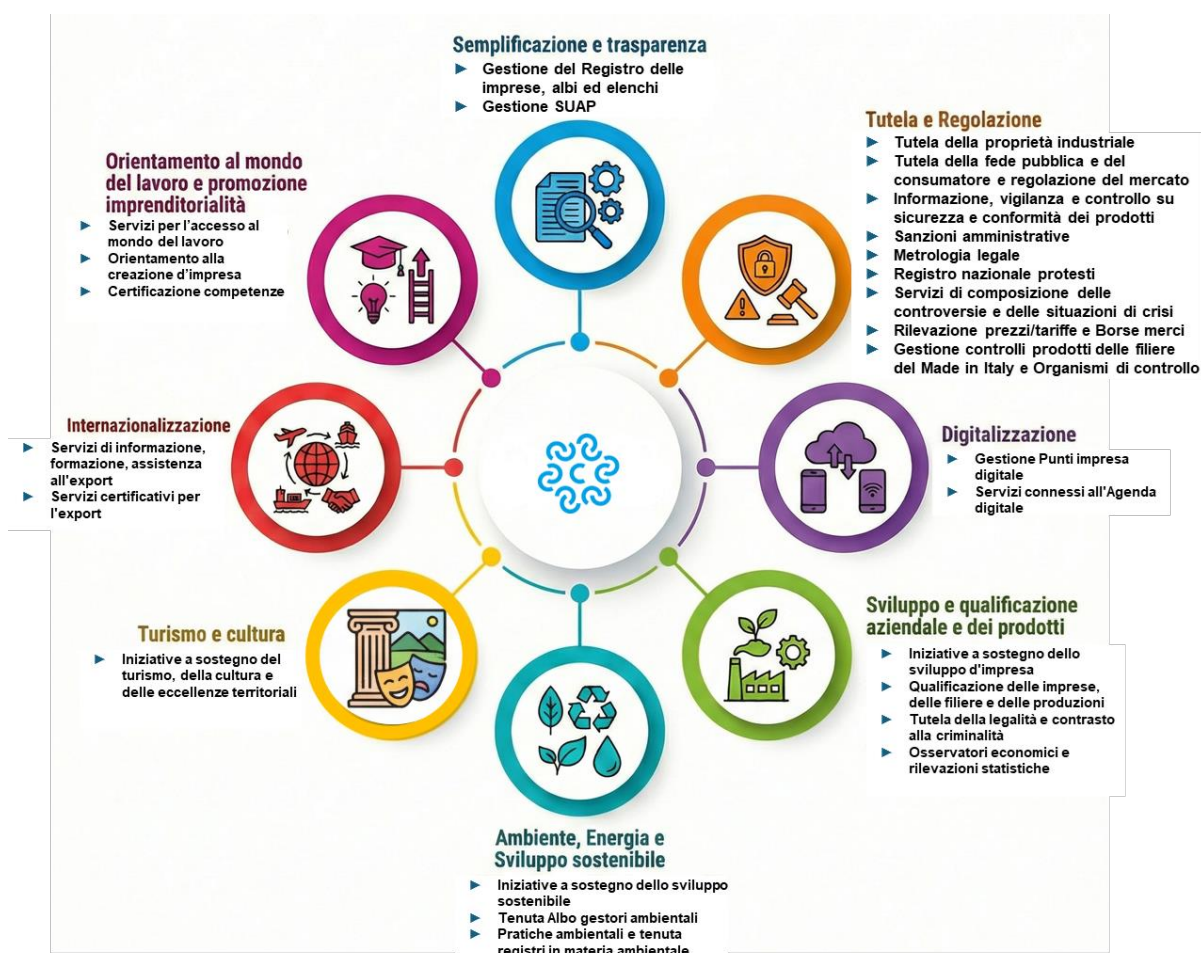 Semplificazione e trasparenza
► Gestione del Registro delle
imprese, albi ed elenchi
► Gestione SUAP
Tutela e Regolazione
► Tutela della proprietà industriale
► Tutela della fede pubblica e del
consumatore e regolazione del mercato
► Informazione, vigilanza e controllo su
sicurezza e conformità dei prodotti
► Sanzioni amministrative
► Metrologia legale
► Registro nazionale protesti
► Servizi di composizione delle
controversie e delle situazioni di crisi
► Rilevazione prezzi/tariffe e Borse merci
► Gestione controlli prodotti delle filiere
del Made in Italy e Organismi di controllo
Digitalizzazione
► Gestione Punti impresa
digitale
► Servizi connessi all'Agenda
digitale
Sviluppo e qualificazione
aziendale e dei prodotti
► Iniziative a sostegno dello
sviluppo d'impresa
► Qualificazione delle imprese,
delle filiere e delle produzioni
► Tutela della legalità e contrasto
alla criminalità
► Osservatori economici e
rilevazioni statistiche
Ambiente, Energia e
Sviluppo sostenibile
► Iniziative a sostegno dello sviluppo
sostenibile
► Tenuta Albo gestori ambientali
► Pratiche ambientali e tenuta
registri in materia ambientale
Turismo e cultura
► Iniziative a sostegno del
turismo, della cultura e
delle eccellenze territoriali
Internazionalizzazione
► Servizi di informazione,
formazione, assistenza
all'export
► Servizi certificativi per
l'export
Orientamento al mondo
del lavoro e promozione
imprenditorialità
► Servizi per l'accesso al
mondo del lavoro
► Orientamento alla
creazione d'impresa
► Certificazione competenze
C